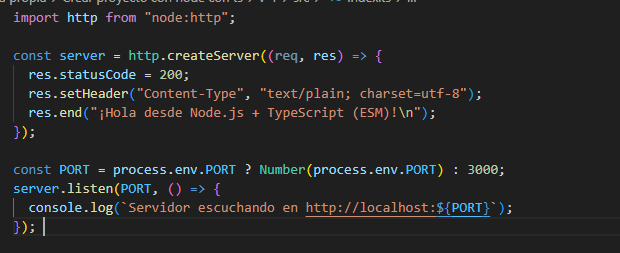 import http from "node:http";
const server = http.createServer((req, res) => {
res.statusCode = 200;
res.setHeader("Content-Type", "text/plain; charset=utf-8");
res.end("¡Hola desde Node.js + TypeScript (ESM)!\n");
});
const PORT = process.env.PORT ? Number(process.env.PORT) : 3000;
server.listen(PORT, () => {
console.log(`Servidor escuchando en http://localhost:${PORT}`);
});